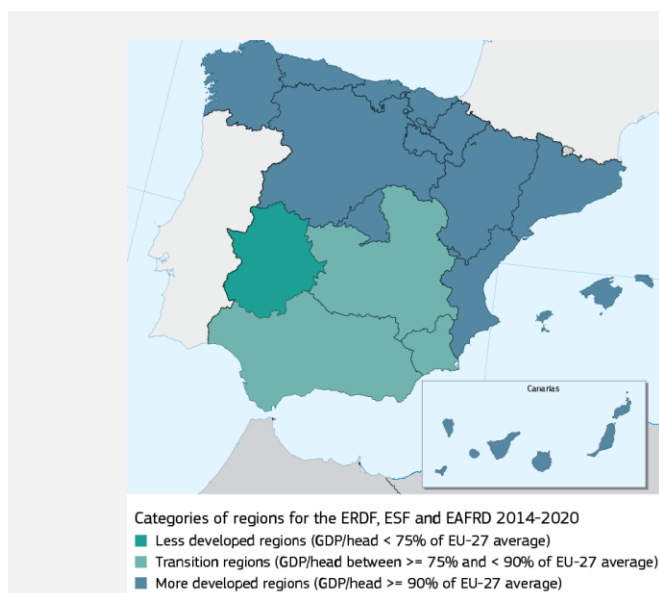 Canarias
Categories of regions for the ERDF, ESF and EAFRD 2014-2020
Less developed regions (GDP/head < 75% of EU-27 average)
Transition regions (GDP/head between >= 75% and < 90% of EU-27 average)
More developed regions (GDP/head >= 90% of EU-27 average)